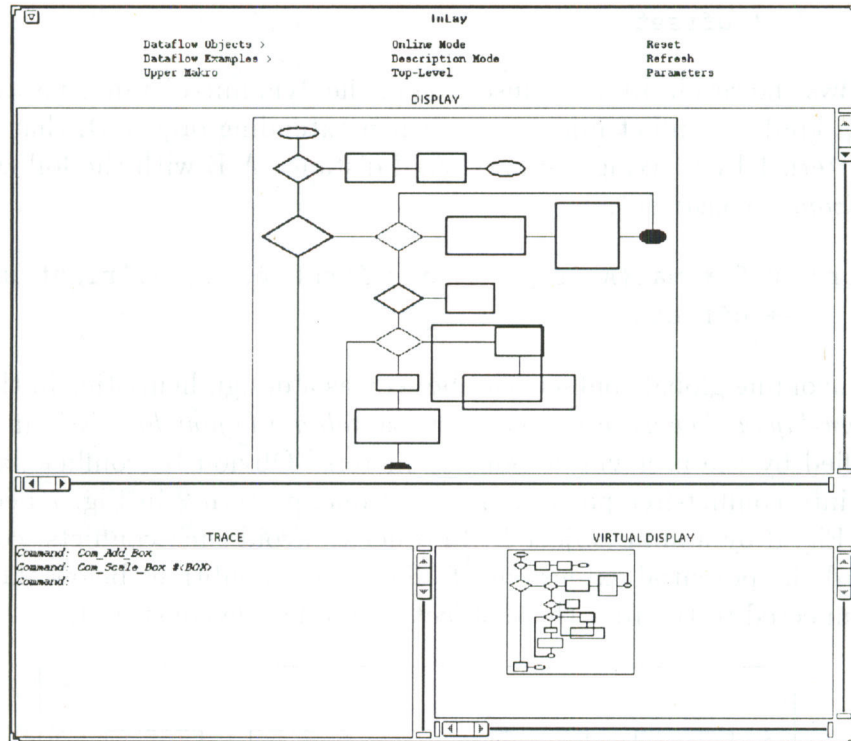 InLay
Dataflow Objects > Online Mode Reset
Dataflow Examples > Description Mode Refresh
Upper Makro Top-Level Parameters
DISPLAY
TRACE
Command: Com_Add_Box
Command: Com_Scale_Box #<BOX>
Command:
VIRTUAL DISPLAY